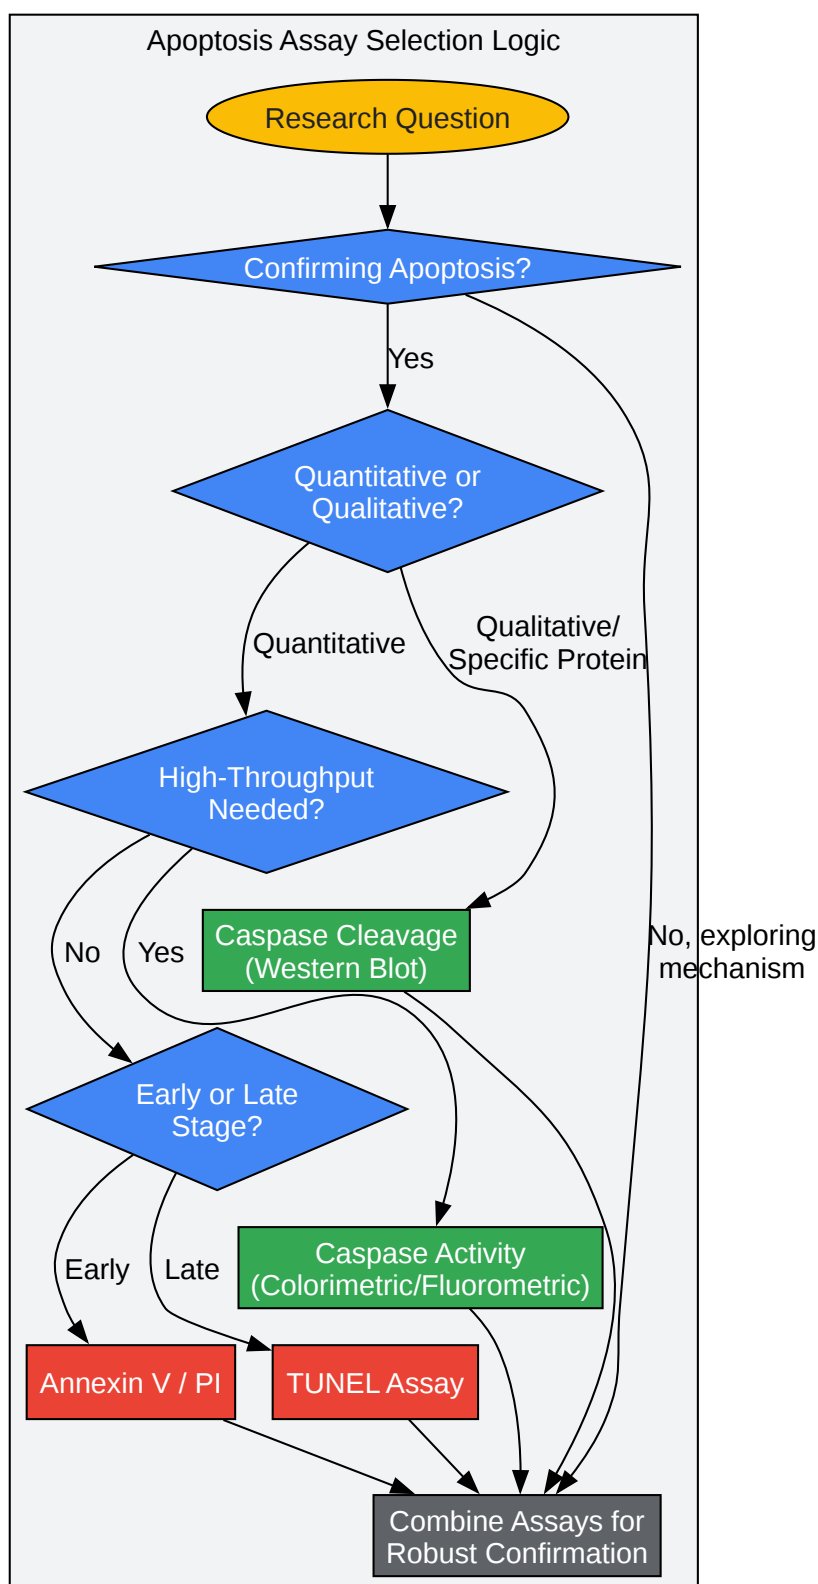 Apoptosis Assay Selection Logic
Research Question
Confirming Apoptosis?
Yes
Quantitative or
Qualitative?
Quantitative
Qualitative/
Specific Protein
High-Throughput
Needed?
No
Yes
Caspase Cleavage
(Western Blot)
No, exploring
mechanism
Early or Late
Stage?
Early
Late
Caspase Activity
(Colorimetric/Fluorometric)
Annexin V / PI
TUNEL Assay
Combine Assays for
Robust Confirmation